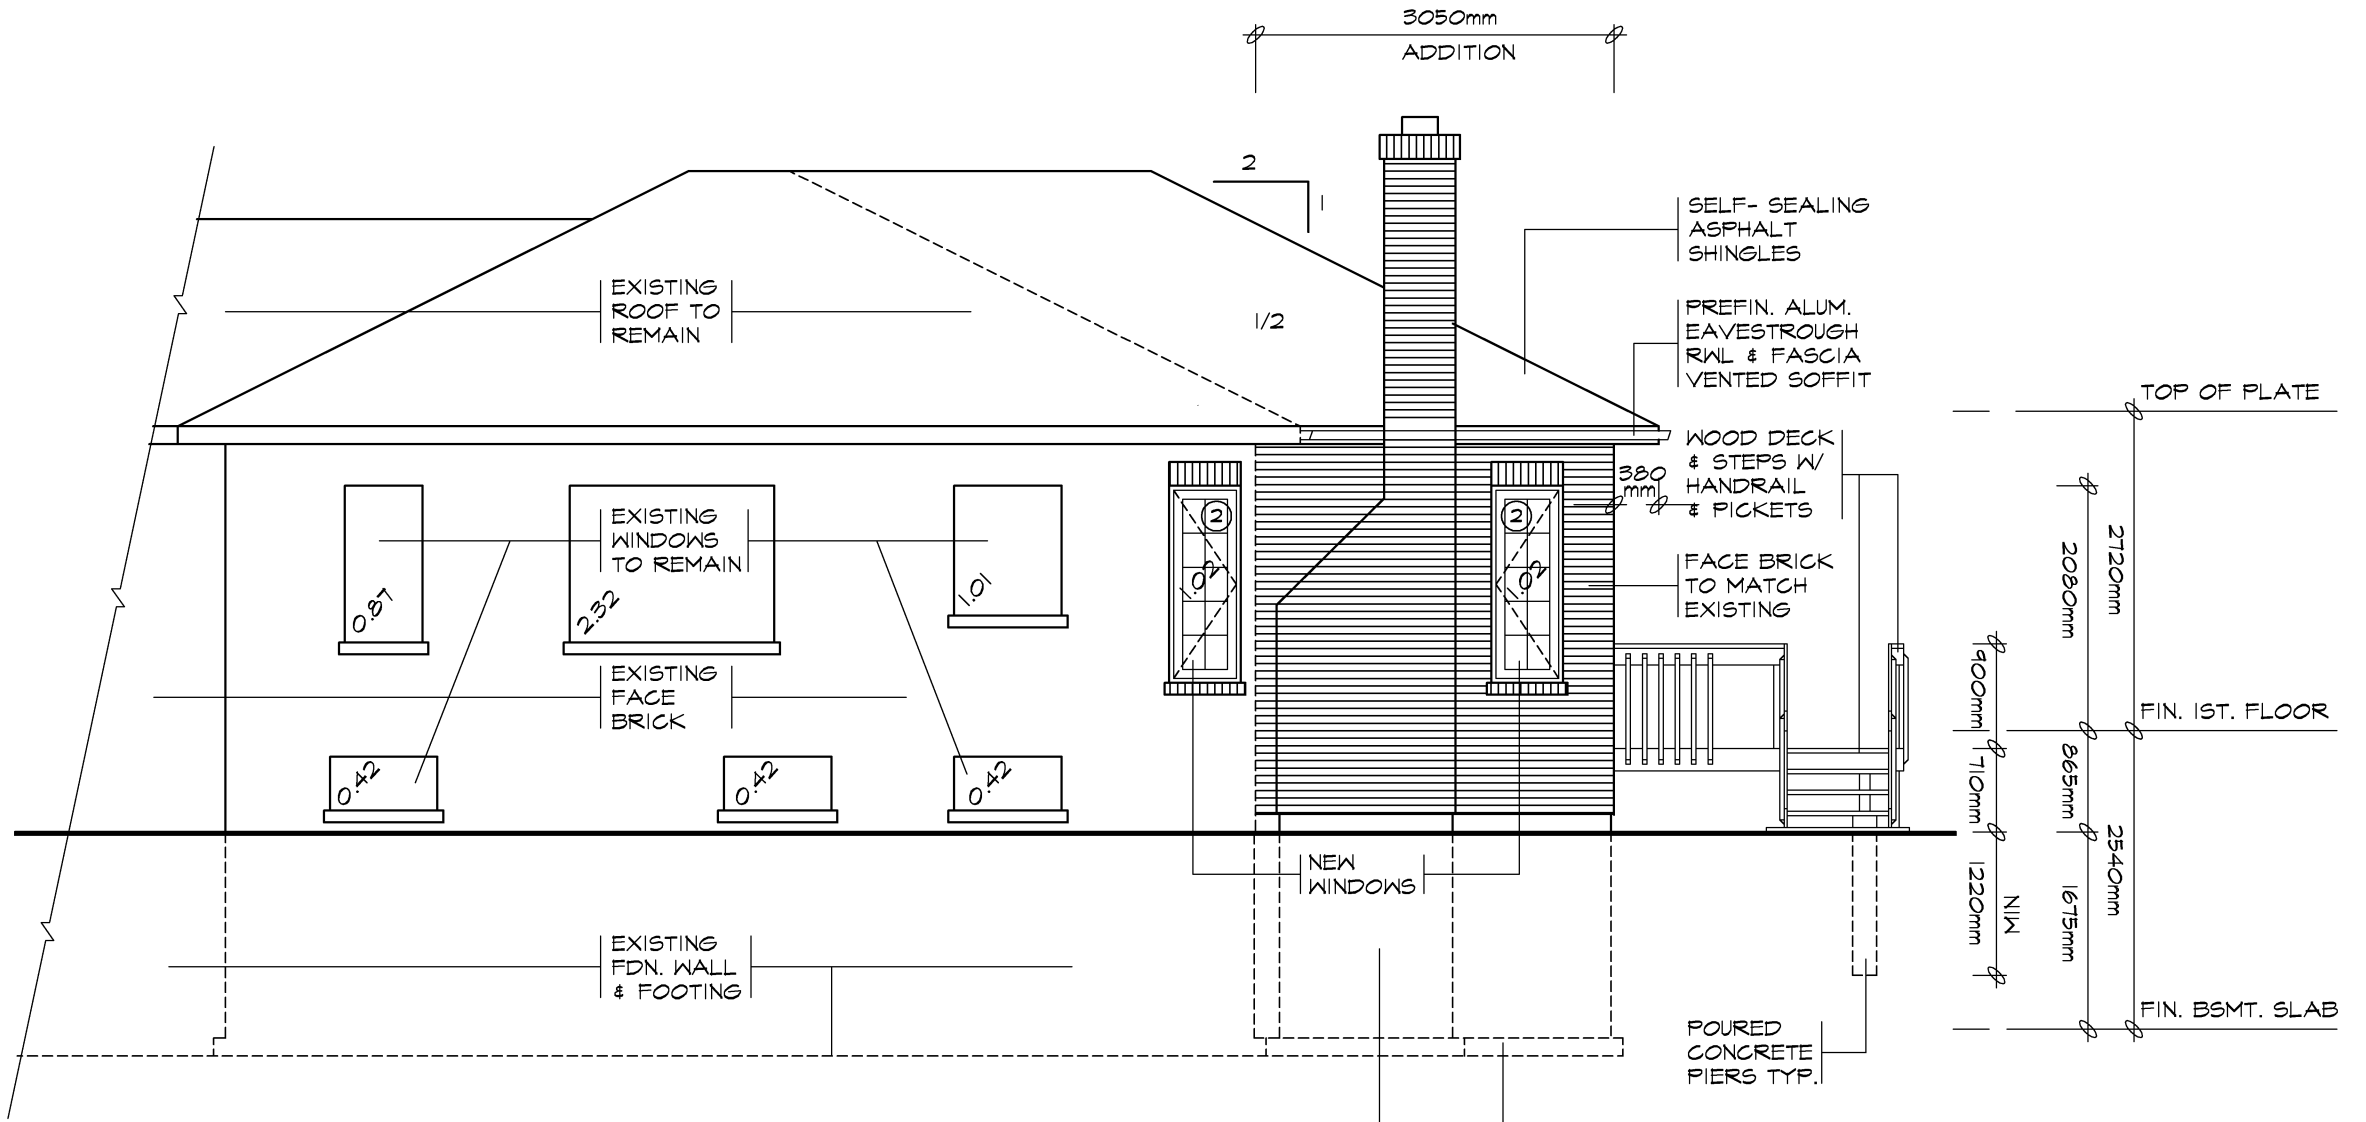 3050mm
ADDITION
2
1
SELF- SEALING
ASPHALT
SHINGLES
EXISTING
ROOF TO
REMAIN
1/2
PREFIN. ALUM.
EAVESTROUGH
RWL & FASCIA
VENTED SOFFIT
TOP OF PLATE
WOOD DECK
& STEPS W/
HANDRAIL
& PICKETS
380
mm
EXISTING
WINDOWS
TO REMAIN
2
2
0.87
2.32
1.01
1.02
1.02
FACE BRICK
TO MATCH
EXISTING
2080mm
2720mm
EXISTING
FACE
BRICK
900mm
FIN. 1ST. FLOOR
0.42
0.42
0.42
710mm
865mm
2540mm
NEW
WINDOWS
1220mm
MIN
1675mm
EXISTING
FDN. WALL
& FOOTING
FIN. BSMT. SLAB
POURED
CONCRETE
PIERS TYP.